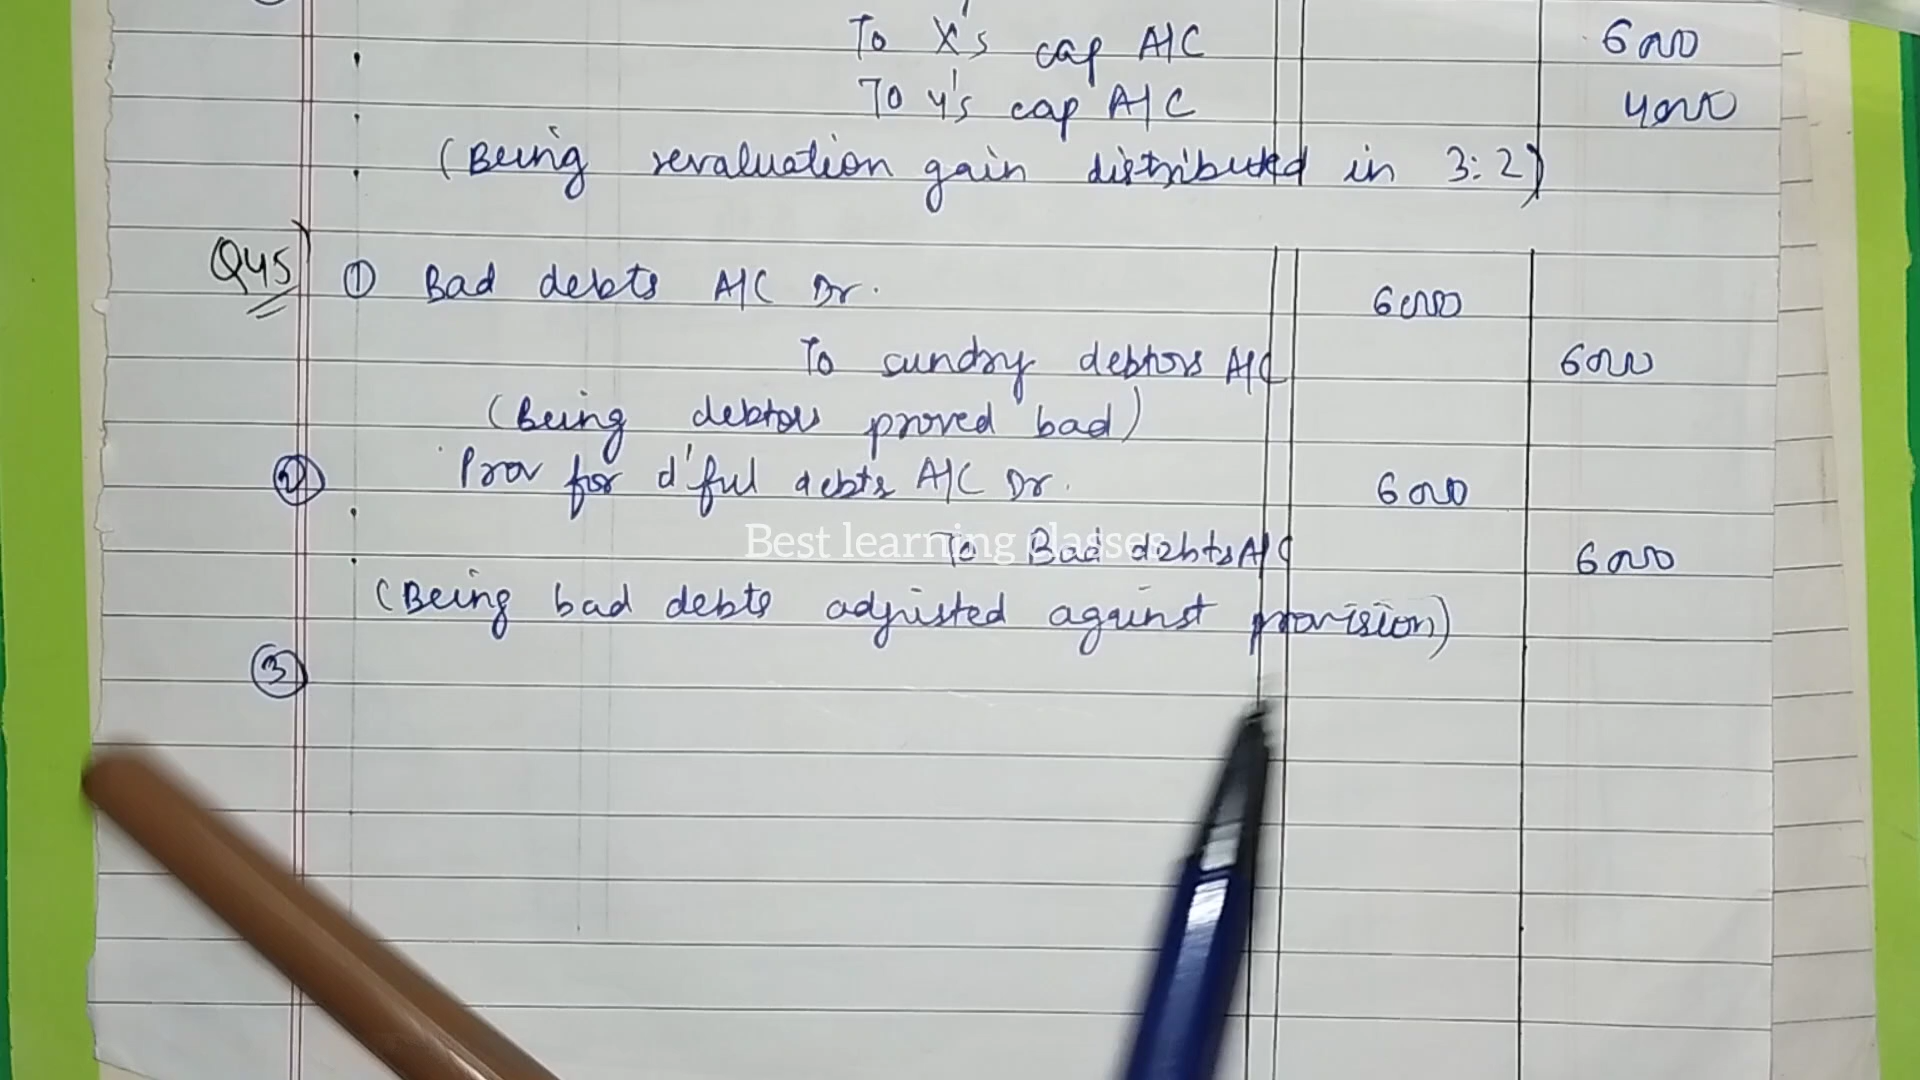 To X's cap A/C 6000
To Y's cap A/C 4000
(Being revaluation gain distributed in 3:2)
Q45 ① Bad debts A/C Dr. 6000
To sundry debtors A/C 6000
(Being debtors proved bad)
② Prov for d'ful debts A/C Dr. 6000
To Bad debts A/C 6000
Best learning classes
(Being bad debts adjusted against provision)
③